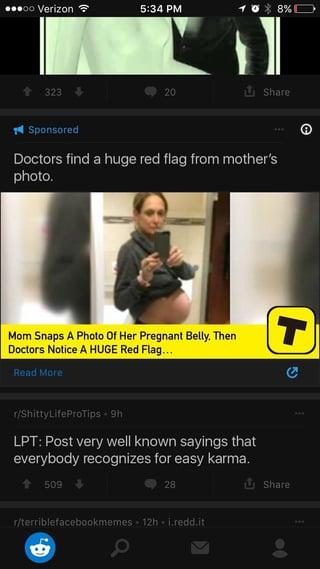 Verizon 5:34 PM 8%
323 20 Share
Sponsored
Doctors find a huge red flag from mother's
photo.
Mom Snaps A Photo Of Her Pregnant Belly, Then
Doctors Notice A HUGE Red Flag...
T
Read More
r/ShittyLifeProTips • 9h
LPT: Post very well known sayings that
everybody recognizes for easy karma.
509 28 Share
r/terriblefacebookmemes • 12h • i.redd.it